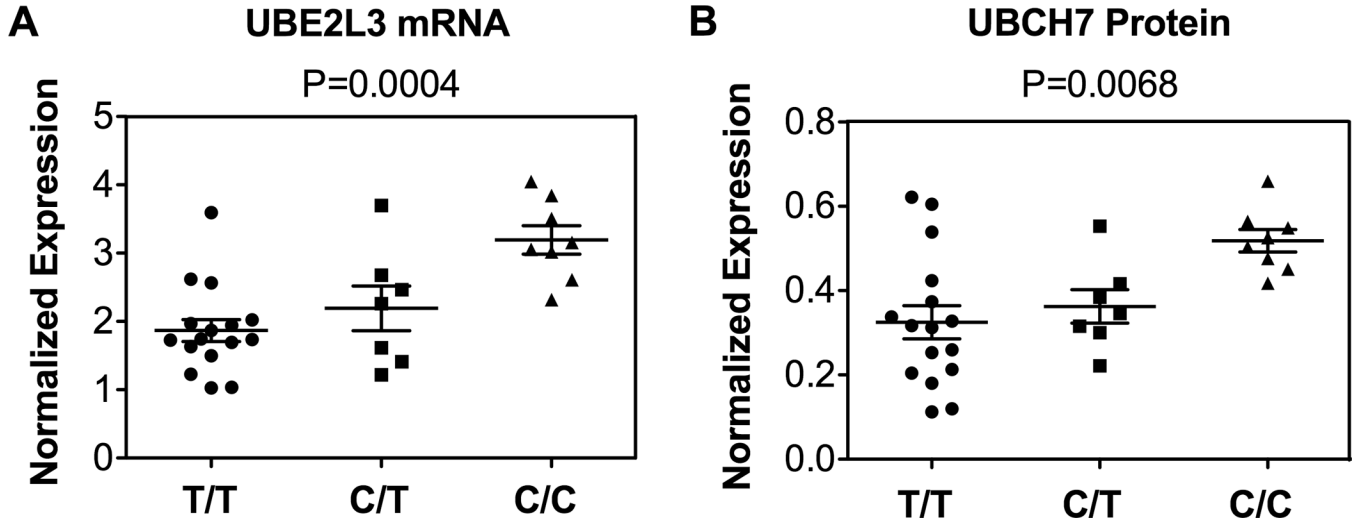 A
UBE2L3 mRNA
P=0.0004
Normalized Expression
5
4
3
2
1
0
T/T
C/T
C/C
B
UBCH7 Protein
P=0.0068
Normalized Expression
0.8
0.6
0.4
0.2
0.0
T/T
C/T
C/C